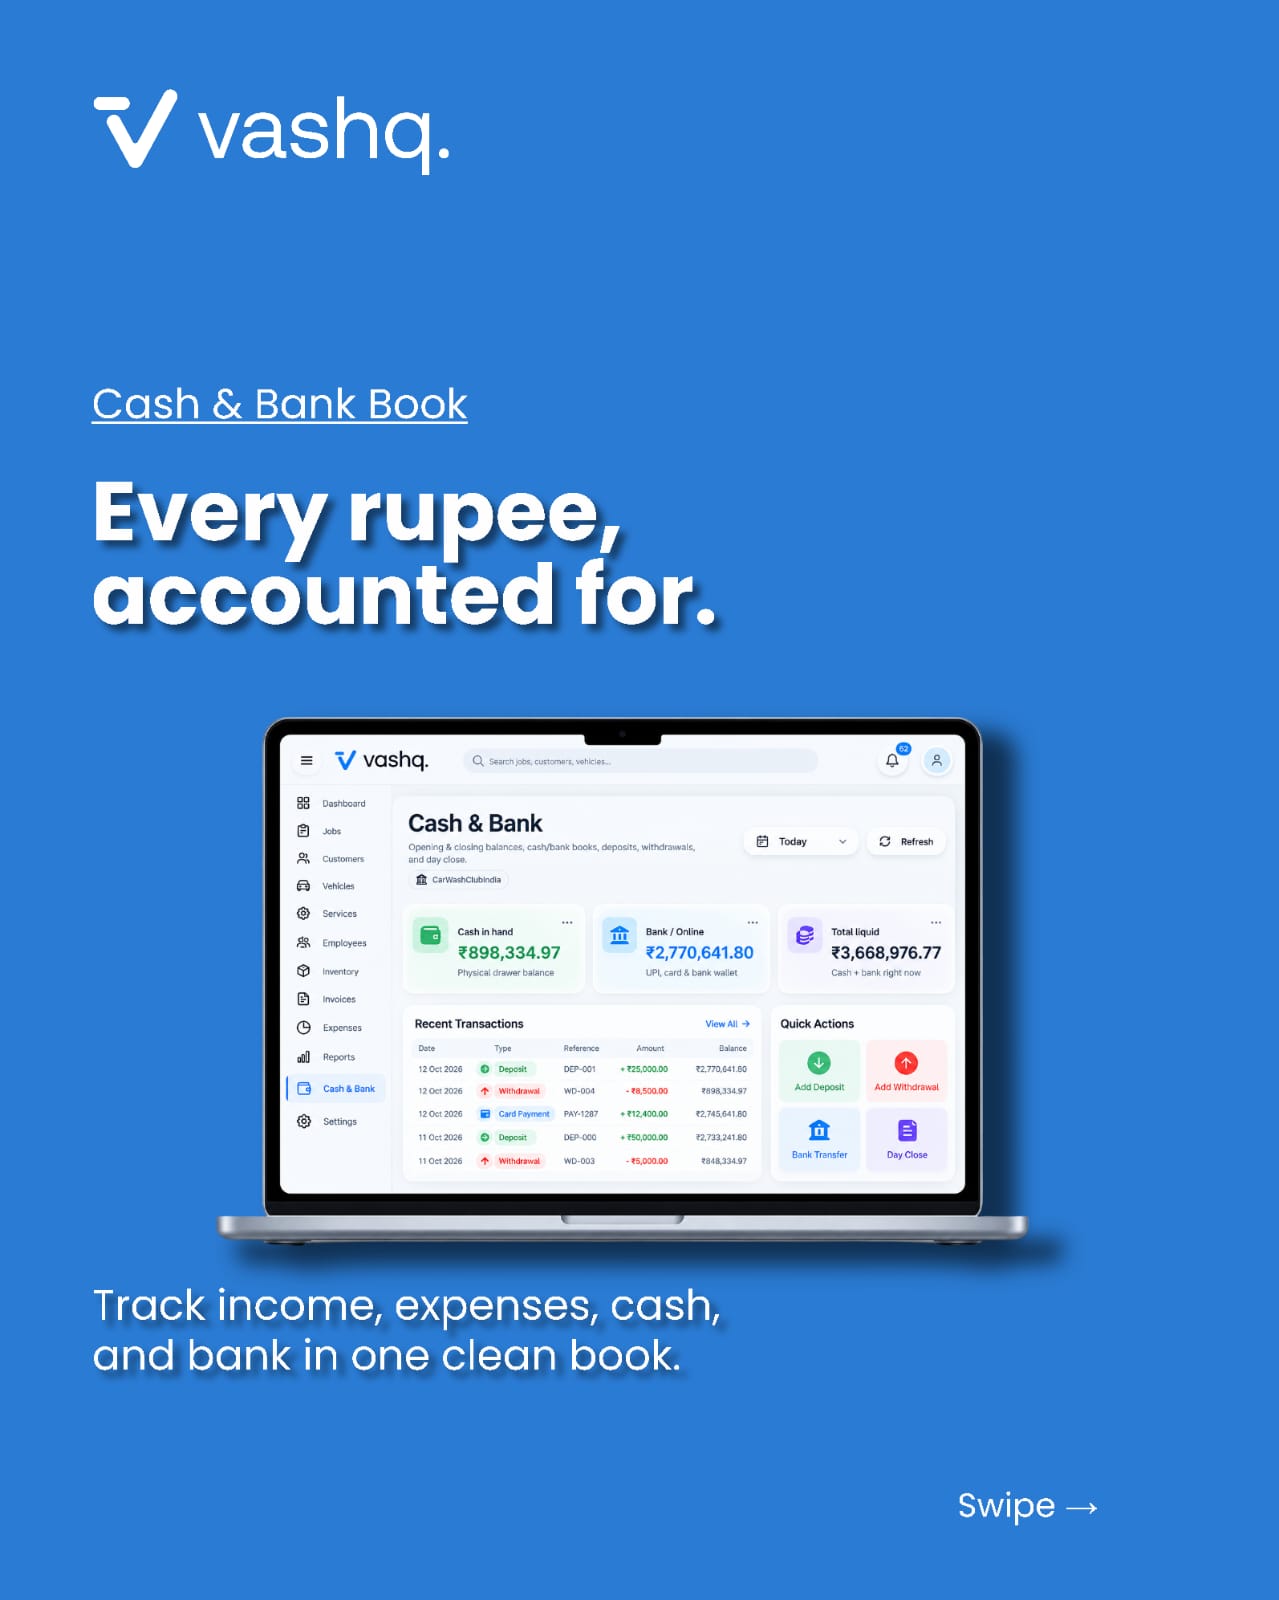 vashq.
Cash & Bank Book
Every rupee,
accounted for.
vashq.
Search jobs, customers, vehicles...
62
Dashboard
Jobs
Customers
Vehicles
Services
Employees
Inventory
Invoices
Expenses
Reports
Cash & Bank
Settings
Cash & Bank
Opening & closing balances, cash/bank books, deposits, withdrawals,
and day close.
CarWashClubIndia
Today
Refresh
Cash in hand
₹898,334.97
Physical drawer balance
Bank / Online
₹2,770,641.80
UPI, card & bank wallet
Total liquid
₹3,668,976.77
Cash + bank right now
Recent Transactions
View All →
Date Type Reference Amount Balance
12 Oct 2026 Deposit DEP-001 + ₹25,000.00 ₹2,770,641.80
12 Oct 2026 Withdrawal WD-004 - ₹8,500.00 ₹898,334.97
12 Oct 2026 Card Payment PAY-1287 + ₹12,400.00 ₹2,745,641.80
11 Oct 2026 Deposit DEP-000 + ₹50,000.00 ₹2,733,241.80
11 Oct 2026 Withdrawal WD-003 - ₹5,000.00 ₹848,334.97
Quick Actions
Add Deposit
Add Withdrawal
Bank Transfer
Day Close
Track income, expenses, cash,
and bank in one clean book.
Swipe →